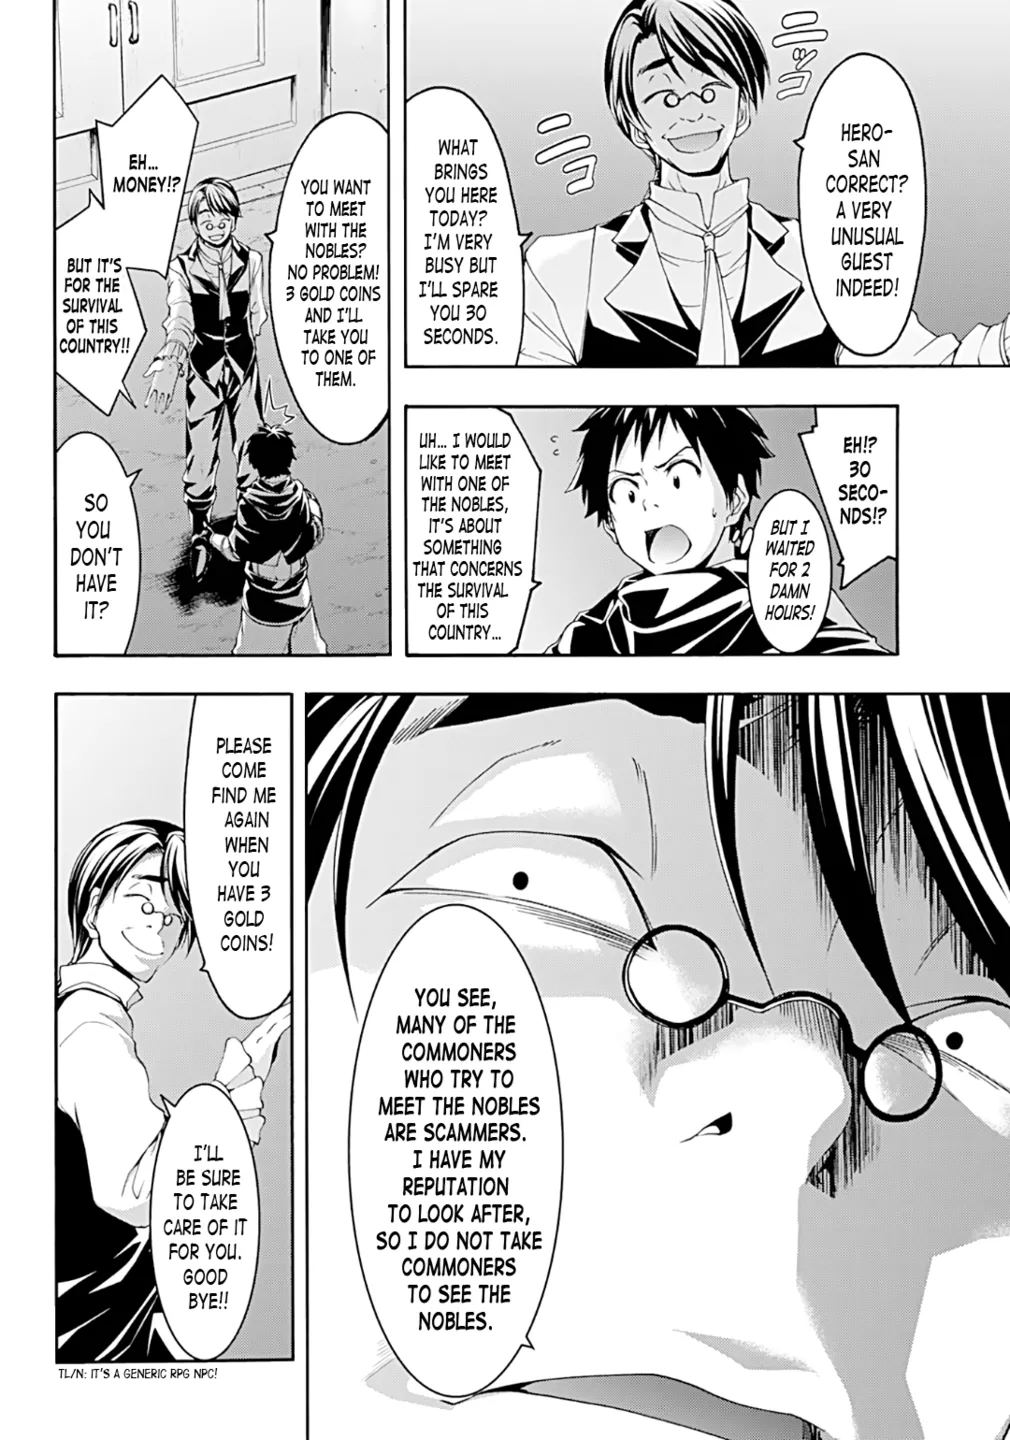 HERO-
SAN
CORRECT?
A VERY
UNUSUAL
GUEST
INDEED!
ニッコ
ニコ
WHAT
BRINGS
YOU HERE
TODAY?
I'M VERY
BUSY BUT
I'LL SPARE
YOU 30
SECONDS.
EH!?
30
SECO-
NDS!?
BUT I
WAITED
FOR 2
DAMN
HOURS!
UH... I WOULD
LIKE TO MEET
WITH ONE OF
THE NOBLES,
IT'S ABOUT
SOMETHING
THAT CONCERNS
THE SURVIVAL
OF THIS
COUNTRY...
YOU WANT
TO MEET
WITH THE
NOBLES?
NO PROBLEM!
3 GOLD COINS
AND I'LL
TAKE YOU
TO ONE OF
THEM.
EH...
MONEY!?
BUT IT'S
FOR THE
SURVIVAL
OF THIS
COUNTRY!!
SO
YOU
DON'T
HAVE
IT?
YOU SEE,
MANY OF THE
COMMONERS
WHO TRY TO
MEET THE NOBLES
ARE SCAMMERS.
I HAVE MY
REPUTATION
TO LOOK AFTER,
SO I DO NOT TAKE
COMMONERS
TO SEE THE
NOBLES.
PLEASE
COME
FIND ME
AGAIN
WHEN
YOU
HAVE 3
GOLD
COINS!
I'LL
BE SURE
TO TAKE
CARE OF IT
FOR YOU.
GOOD
BYE!!
TL/N: IT'S A GENERIC RPG NPC!